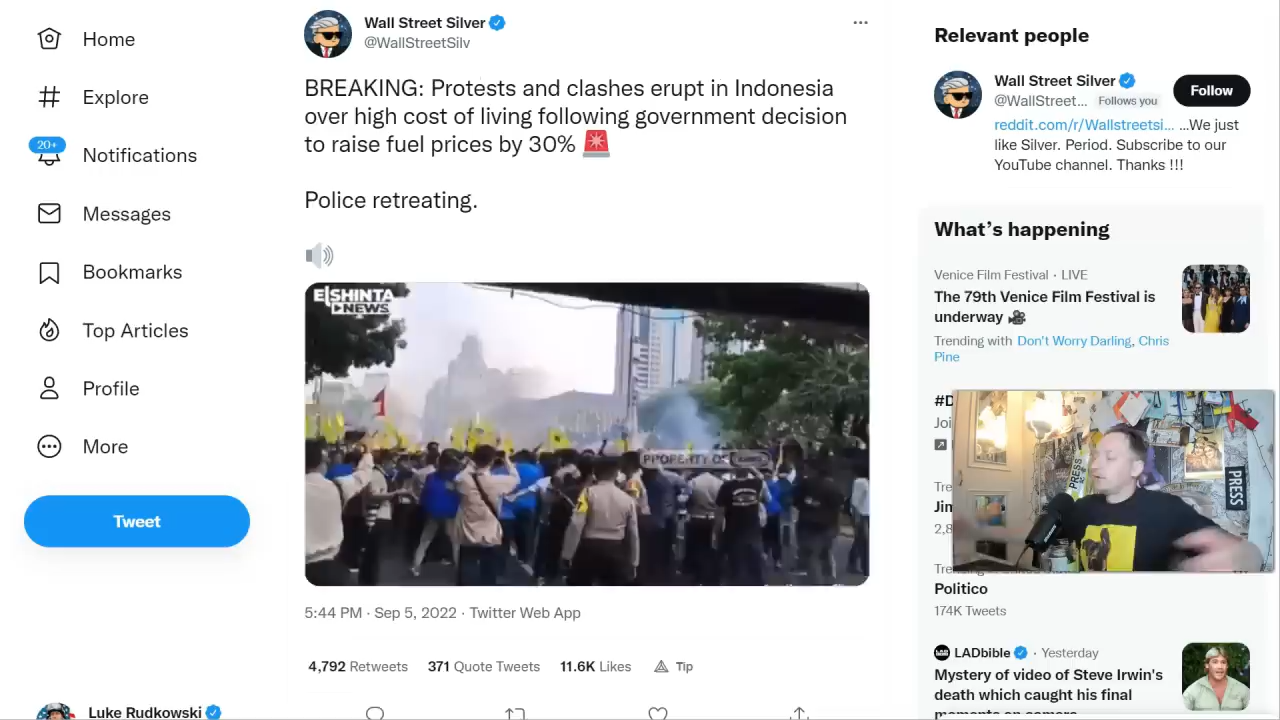 Home
Explore
20+
Notifications
Messages
Bookmarks
Top Articles
Profile
More
Tweet
Luke Rudkowski
Wall Street Silver
@WallStreetSilv
BREAKING: Protests and clashes erupt in Indonesia
over high cost of living following government decision
to raise fuel prices by 30% 🚨
Police retreating.
🔊
ELSHINTA
NEWS
PROPERTY OF
5:44 PM · Sep 5, 2022 · Twitter Web App
4,792 Retweets 371 Quote Tweets 11.6K Likes Tip
Relevant people
Wall Street Silver
@WallStreet... Follows you
Follow
reddit.com/r/Wallstreetsi... ...We just
like Silver. Period. Subscribe to our
YouTube channel. Thanks !!!
What's happening
Venice Film Festival · LIVE
The 79th Venice Film Festival is
underway 🎥
Trending with Don't Worry Darling, Chris
Pine
#D
Joi
Tre
Jin
2,8
PRESS
PRESS
Politico
174K Tweets
LADbible · Yesterday
Mystery of video of Steve Irwin's
death which caught his final
moments on camera